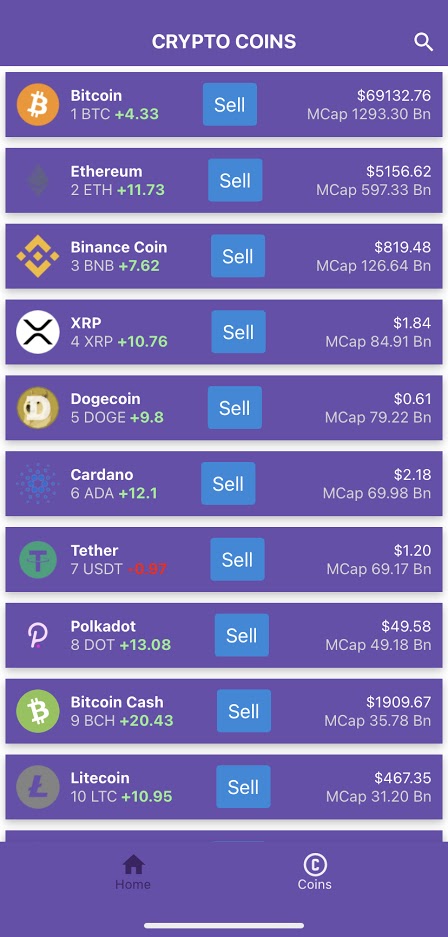 CRYPTO COINS
Bitcoin
1 BTC +4.33
Sell
$69132.76
MCap 1293.30 Bn
Ethereum
2 ETH +11.73
Sell
$5156.62
MCap 597.33 Bn
Binance Coin
3 BNB +7.62
Sell
$819.48
MCap 126.64 Bn
XRP
4 XRP +10.76
Sell
$1.84
MCap 84.91 Bn
Dogecoin
5 DOGE +9.8
Sell
$0.61
MCap 79.22 Bn
Cardano
6 ADA +12.1
Sell
$2.18
MCap 69.98 Bn
Tether
7 USDT -0.97
Sell
$1.20
MCap 69.17 Bn
Polkadot
8 DOT +13.08
Sell
$49.58
MCap 49.18 Bn
Bitcoin Cash
9 BCH +20.43
Sell
$1909.67
MCap 35.78 Bn
Litecoin
10 LTC +10.95
Sell
$467.35
MCap 31.20 Bn
Home
Coins